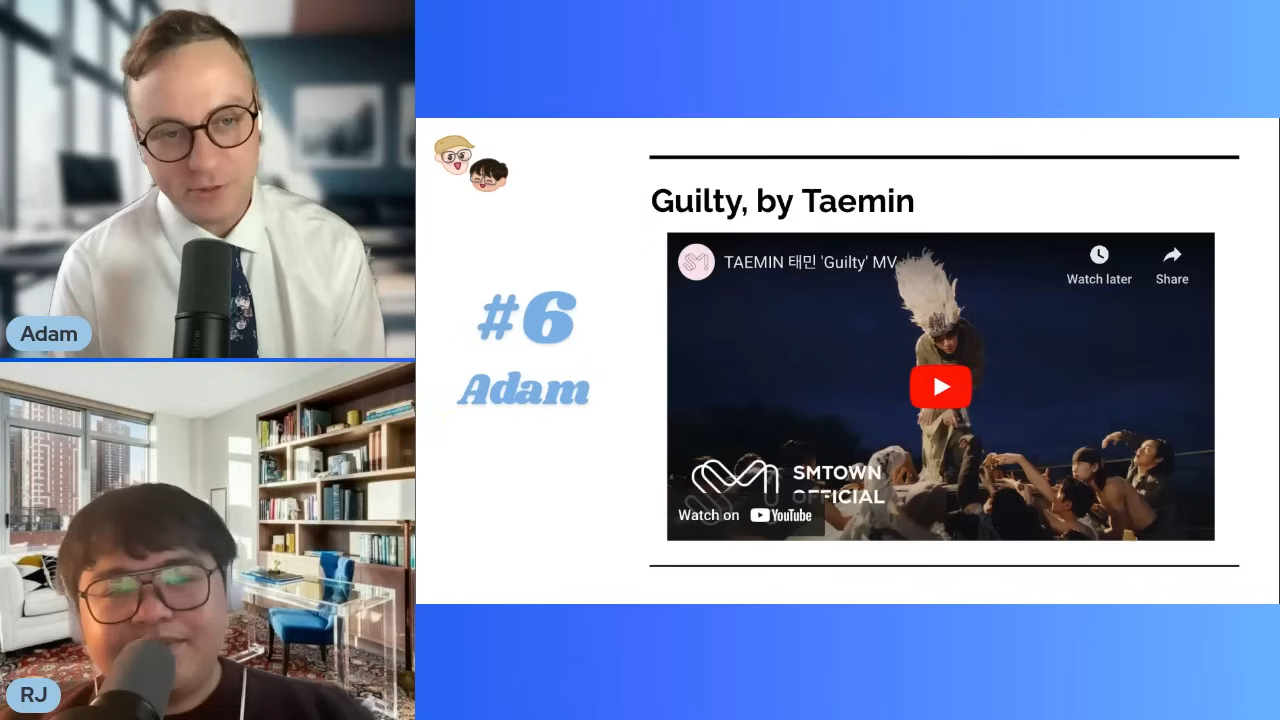 Adam
RJ
#6
Adam
Guilty, by Taemin
TAEMIN 태민 'Guilty' MV
Watch later
Share
SMTOWN
OFFICIAL
Watch on YouTube